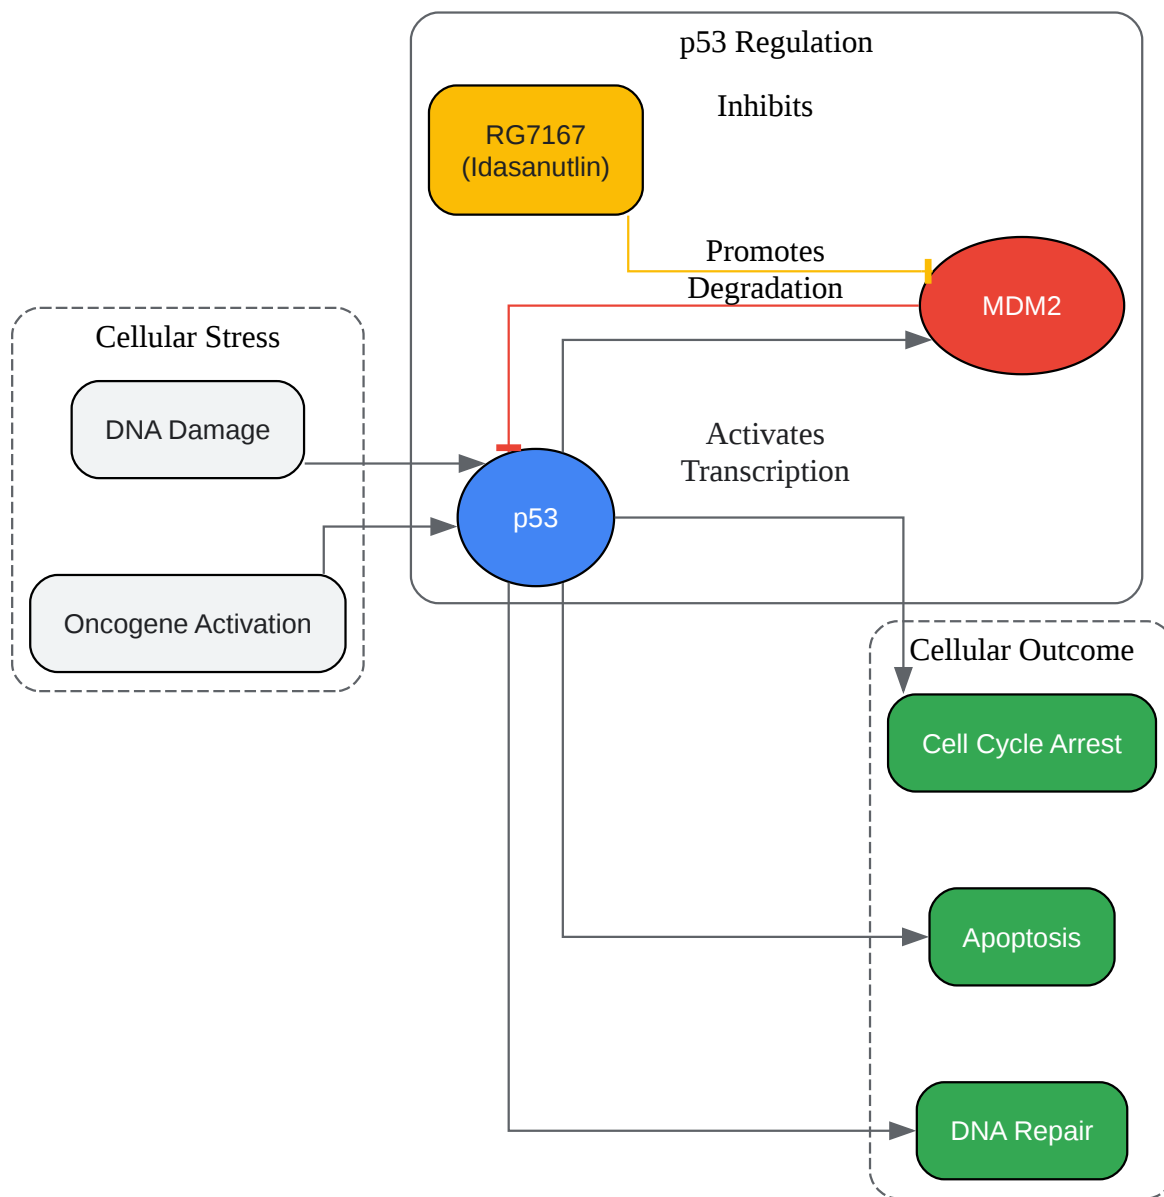 p53 Regulation
Inhibits
RG7167
(Idasanutlin)
Promotes
Degradation
MDM2
Cellular Stress
DNA Damage
Activates
Transcription
p53
Oncogene Activation
Cellular Outcome
Cell Cycle Arrest
Apoptosis
DNA Repair